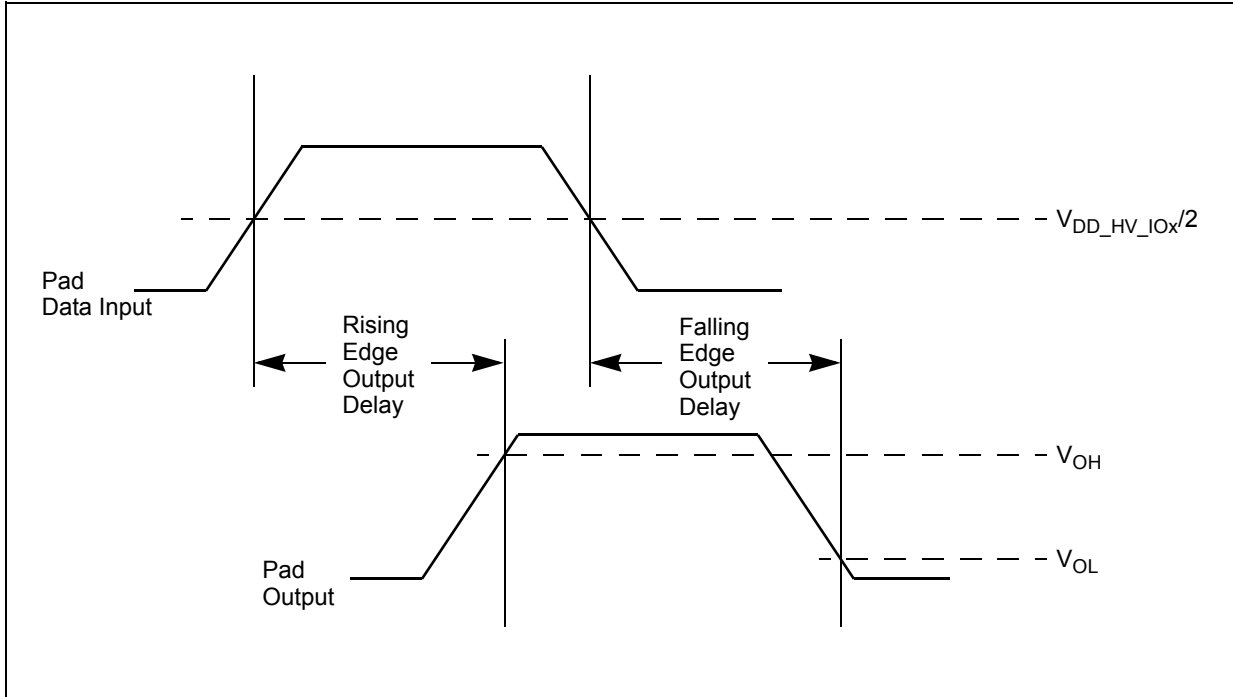 V_DD_HV_IOx/2
Pad
Data Input
Rising
Edge
Output
Delay
Falling
Edge
Output
Delay
V_OH
V_OL
Pad
Output